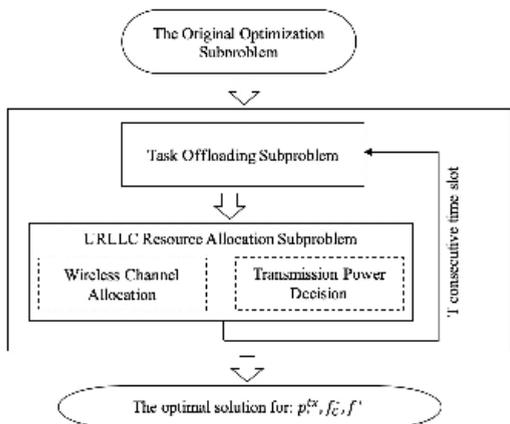 The Original Optimization
Subproblem
Task Offloading Subproblem
URLLC Resource Allocation Subproblem
Wireless Channel
Allocation
Transmission Power
Decision
T consecutive time slot
The optimal solution for: